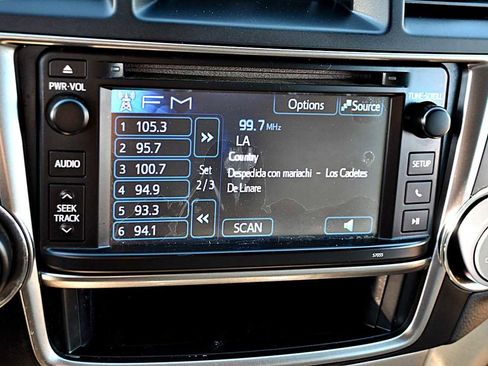 PWR•VOL
FM
Options
Source
TUNE•SCROLL
1 105.3
2 95.7
3 100.7
4 94.9
5 93.3
6 94.1
Set
2/3
99.7 MHz
LA
Country
Despedida con mariachi - Los Cadetes
De Linare
SCAN
AUDIO
SEEK
TRACK
SETUP
57055